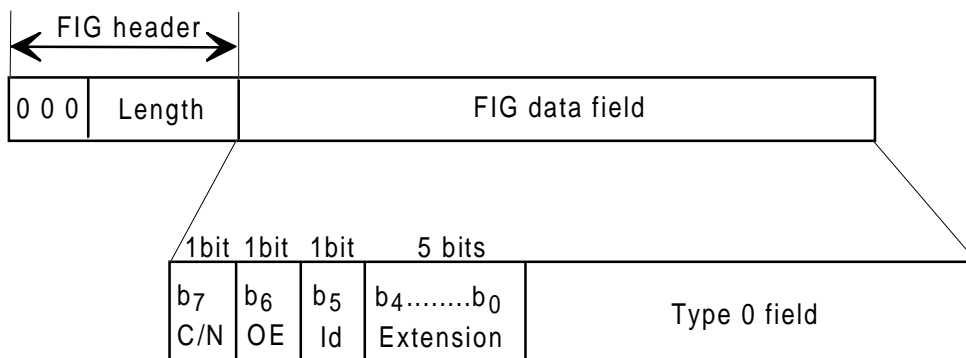 FIG header
0 0 0 Length FIG data field
1bit 1bit 1bit 5 bits
b7 b6 b5 b4........b0 Type 0 field
C/N OE Id Extension